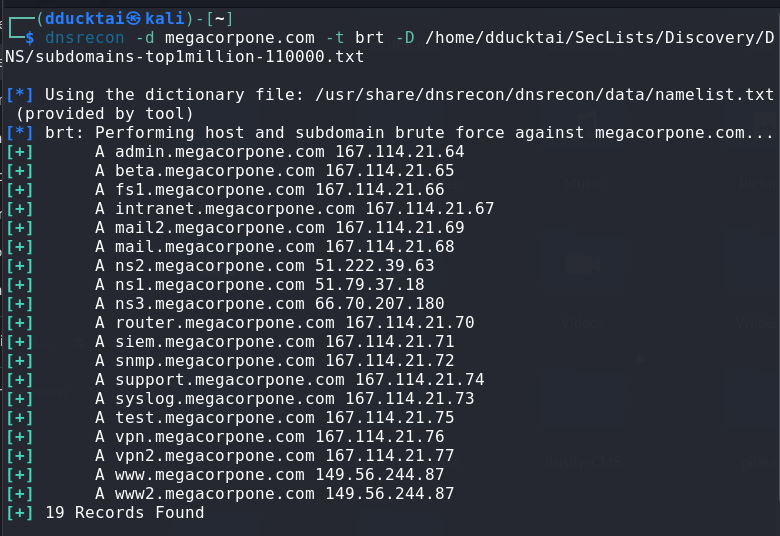 ┌──(dducktai㉿kali)-[~]
└─$ dnsrecon -d megacorpone.com -t brt -D /home/dducktai/SecLists/Discovery/D
NS/subdomains-top1million-110000.txt
[*] Using the dictionary file: /usr/share/dnsrecon/dnsrecon/data/namelist.txt
(provided by tool)
[*] brt: Performing host and subdomain brute force against megacorpone.com...
[+] A admin.megacorpone.com 167.114.21.64
[+] A beta.megacorpone.com 167.114.21.65
[+] A fs1.megacorpone.com 167.114.21.66
[+] A intranet.megacorpone.com 167.114.21.67
[+] A mail2.megacorpone.com 167.114.21.69
[+] A mail.megacorpone.com 167.114.21.68
[+] A ns2.megacorpone.com 51.222.39.63
[+] A ns1.megacorpone.com 51.79.37.18
[+] A ns3.megacorpone.com 66.70.207.180
[+] A router.megacorpone.com 167.114.21.70
[+] A siem.megacorpone.com 167.114.21.71
[+] A snmp.megacorpone.com 167.114.21.72
[+] A support.megacorpone.com 167.114.21.74
[+] A syslog.megacorpone.com 167.114.21.73
[+] A test.megacorpone.com 167.114.21.75
[+] A vpn.megacorpone.com 167.114.21.76
[+] A vpn2.megacorpone.com 167.114.21.77
[+] A www.megacorpone.com 149.56.244.87
[+] A www2.megacorpone.com 149.56.244.87
[+] 19 Records Found